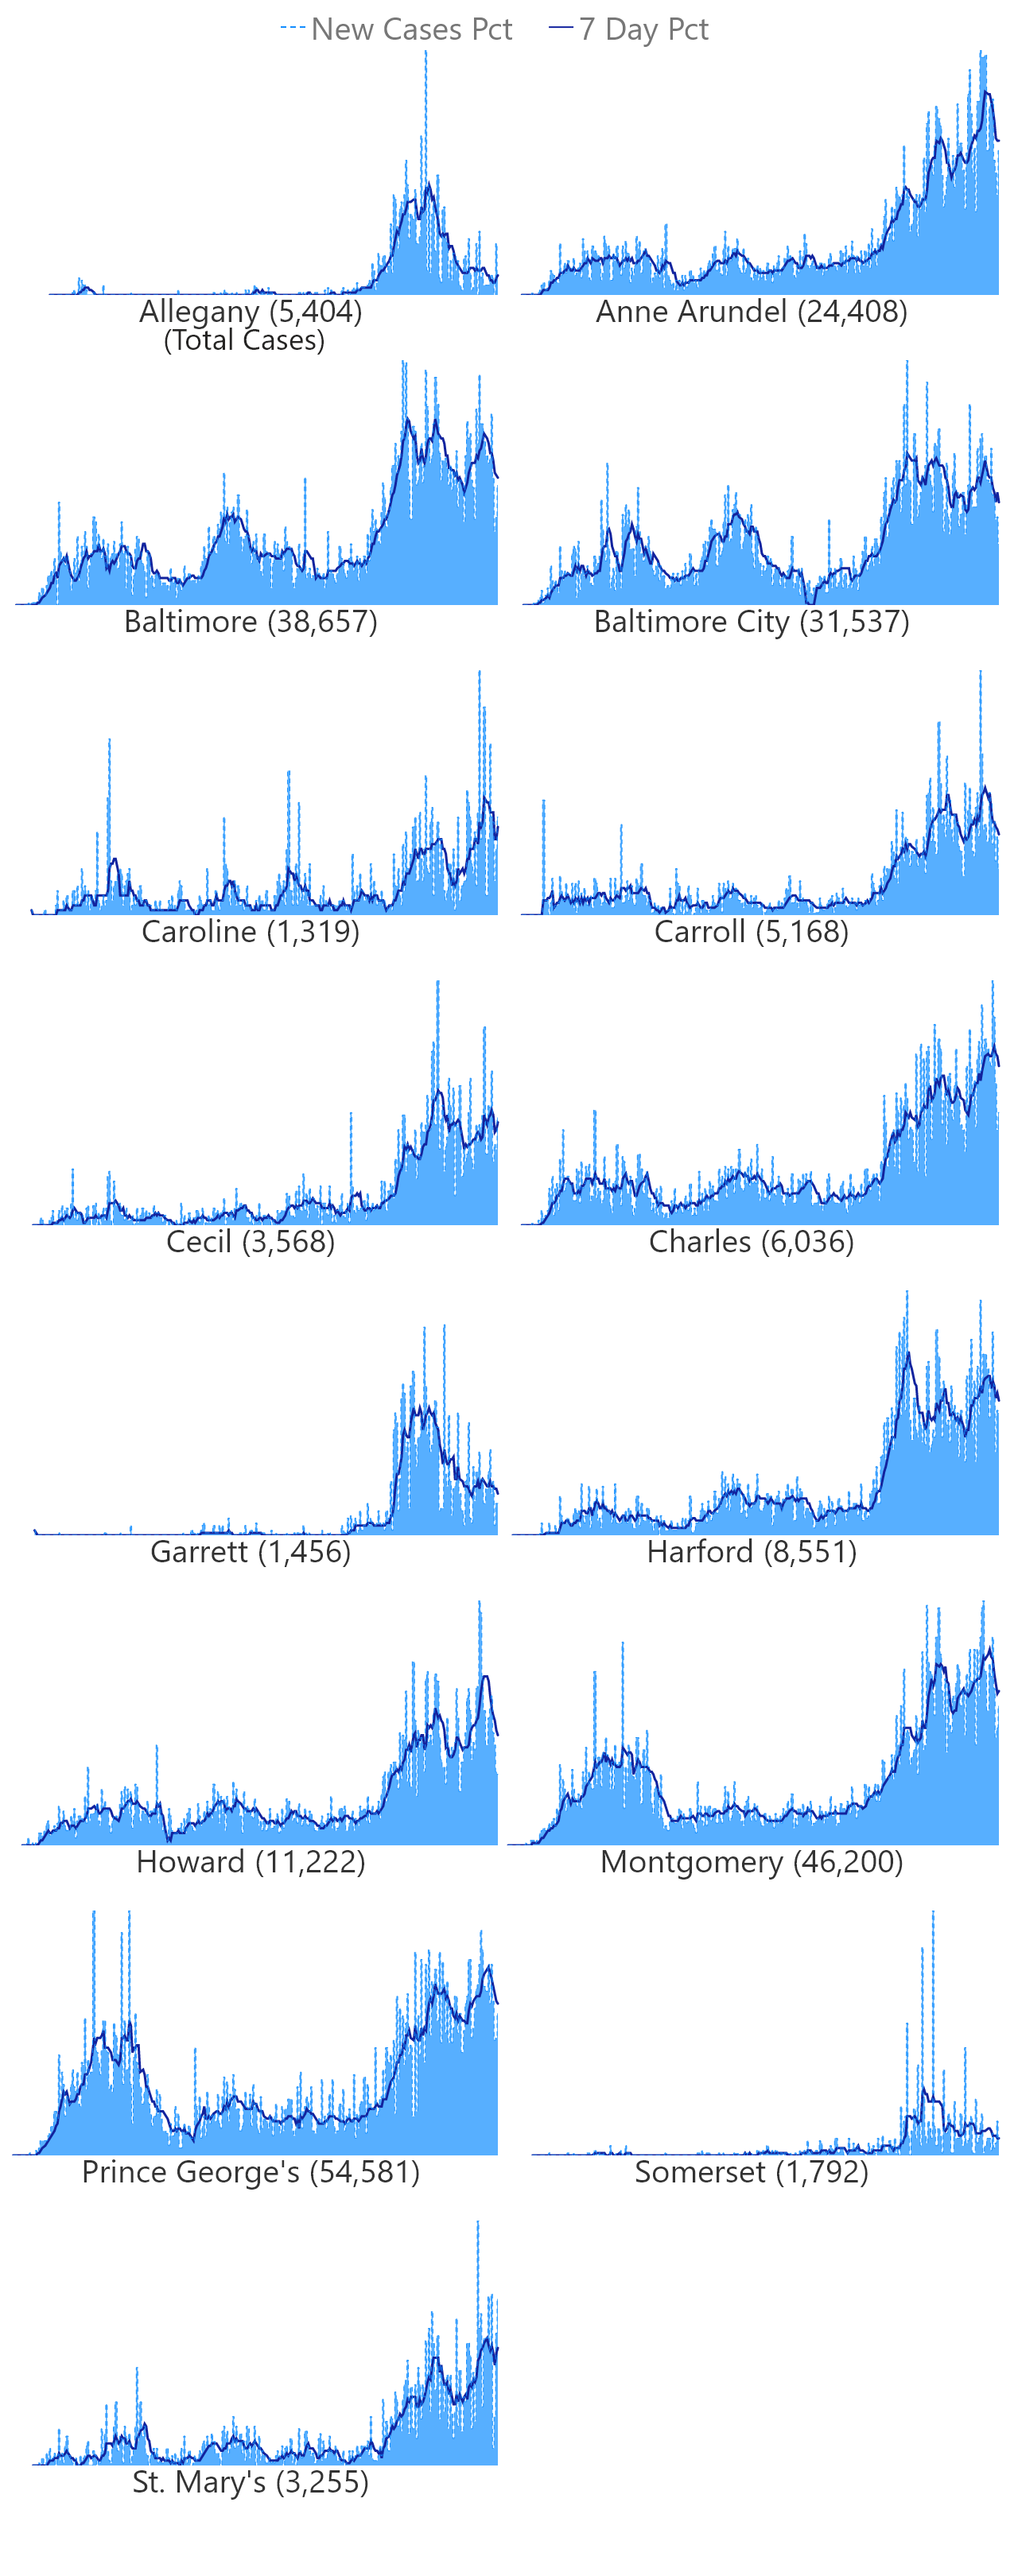 New Cases Pct 7 Day Pct
Allegany (5,404) Anne Arundel (24,408)
(Total Cases)
Baltimore (38,657) Baltimore City (31,537)
Caroline (1,319) Carroll (5,168)
Cecil (3,568) Charles (6,036)
Garrett (1,456) Harford (8,551)
Howard (11,222) Montgomery (46,200)
Prince George's (54,581) Somerset (1,792)
St. Mary's (3,255)